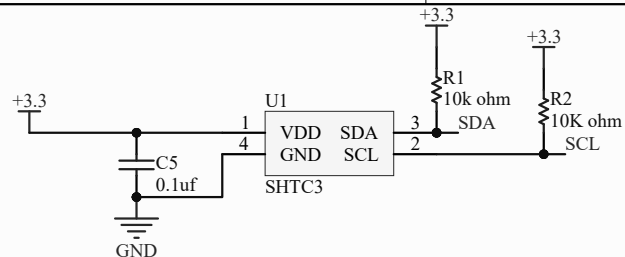 +3.3
+3.3
R1
10k ohm
R2
10K ohm
+3.3
U1
1
VDD
SDA
3
SDA
4
GND
SCL
2
SCL
C5
0.1uf
SHTC3
GND